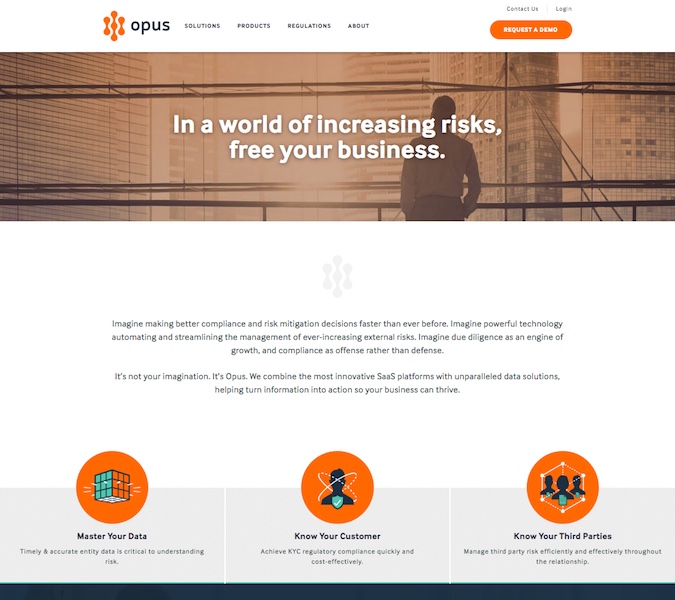 Contact Us
Login
opus
SOLUTIONS
PRODUCTS
REGULATIONS
ABOUT
REQUEST A DEMO
In a world of increasing risks,
free your business.
Imagine making better compliance and risk mitigation decisions faster than ever before. Imagine powerful technology
automating and streamlining the management of ever-increasing external risks. Imagine due diligence as an engine of
growth, and compliance as offense rather than defense.
It's not your imagination. It's Opus. We combine the most innovative SaaS platforms with unparalleled data solutions,
helping turn information into action so your business can thrive.
Master Your Data
Timely & accurate entity data is critical to understanding
risk.
Know Your Customer
Achieve KYC regulatory compliance quickly and
cost-effectively.
Know Your Third Parties
Manage third party risk efficiently and effectively throughout
the relationship.